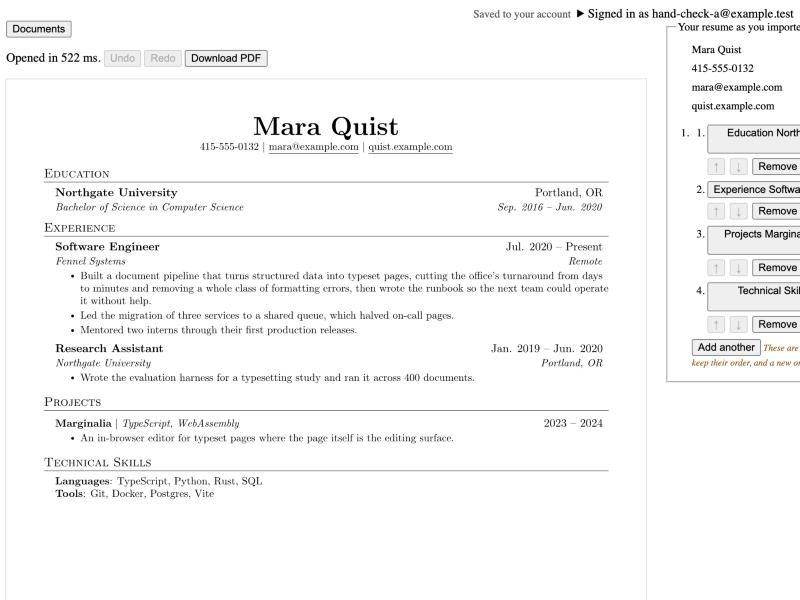 Saved to your account ▶ Signed in as hand-check-a@example.test
Documents
Opened in 522 ms. Undo Redo Download PDF
Mara Quist
415-555-0132 | mara@example.com | quist.example.com
Education
Northgate University Portland, OR
Bachelor of Science in Computer Science Sep. 2016 – Jun. 2020
Experience
Software Engineer Jul. 2020 – Present
Fennel Systems Remote
• Built a document pipeline that turns structured data into typeset pages, cutting the office's turnaround from days
to minutes and removing a whole class of formatting errors, then wrote the runbook so the next team could operate
it without help.
• Led the migration of three services to a shared queue, which halved on-call pages.
• Mentored two interns through their first production releases.
Research Assistant Jan. 2019 – Jun. 2020
Northgate University Portland, OR
• Wrote the evaluation harness for a typesetting study and ran it across 400 documents.
Projects
Marginalia | TypeScript, WebAssembly 2023 – 2024
• An in-browser editor for typeset pages where the page itself is the editing surface.
Technical Skills
Languages: TypeScript, Python, Rust, SQL
Tools: Git, Docker, Postgres, Vite
Your resume as you importe
Mara Quist
415-555-0132
mara@example.com
quist.example.com
1. 1. Education North
↑ ↓ Remove
2. Experience Softwa
↑ ↓ Remove
3. Projects Margina
↑ ↓ Remove
4. Technical Skil
↑ ↓ Remove
Add another These are
keep their order, and a new or